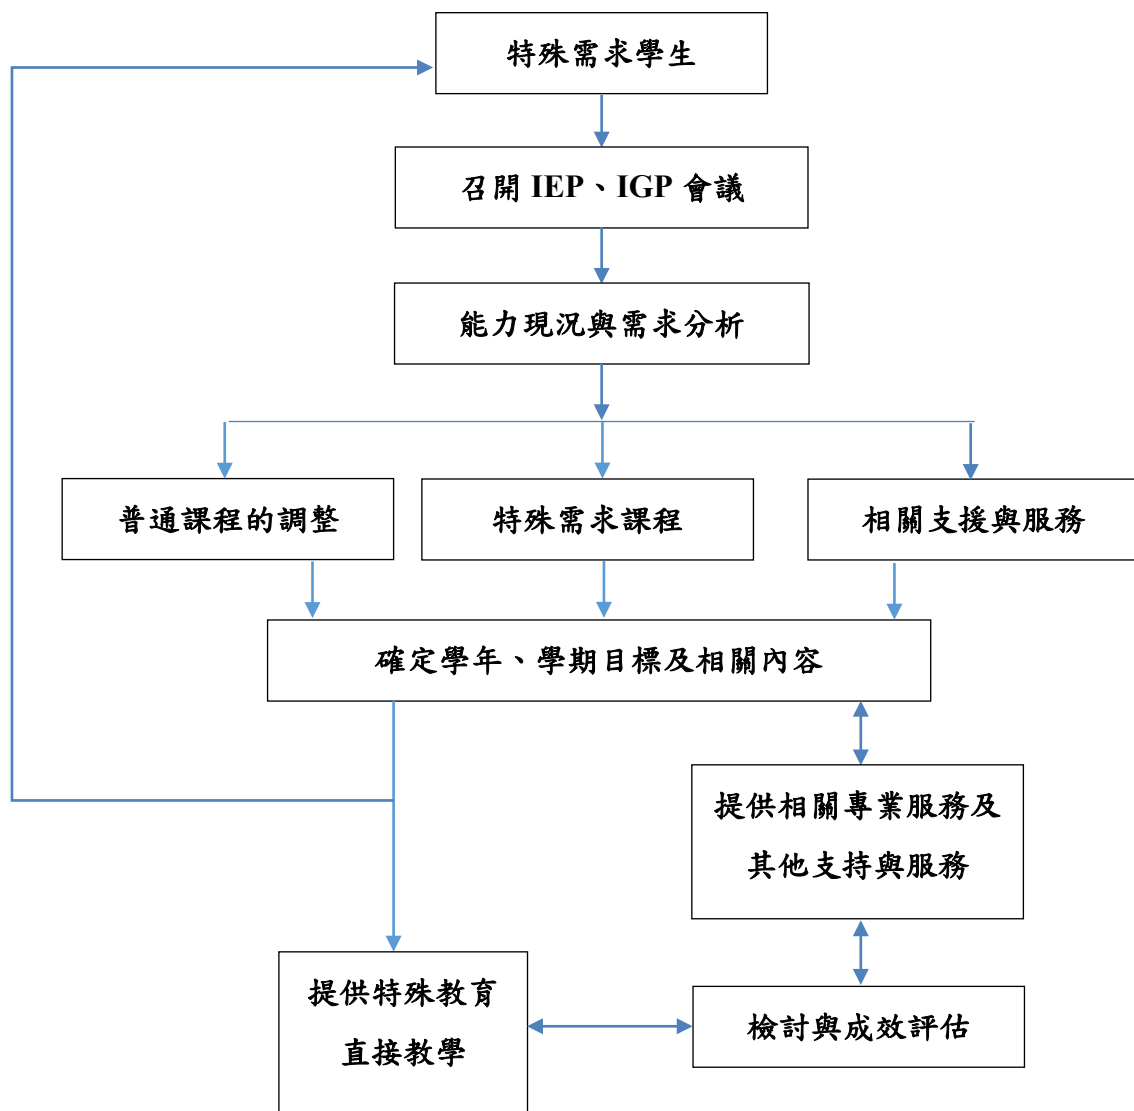 特殊需求學生
召開 IEP、IGP 會議
能力現況與需求分析
普通課程的調整
特殊需求課程
相關支援與服務
確定學年、學期目標及相關內容
提供相關專業服務及
其他支持與服務
提供特殊教育
直接教學
檢討與成效評估